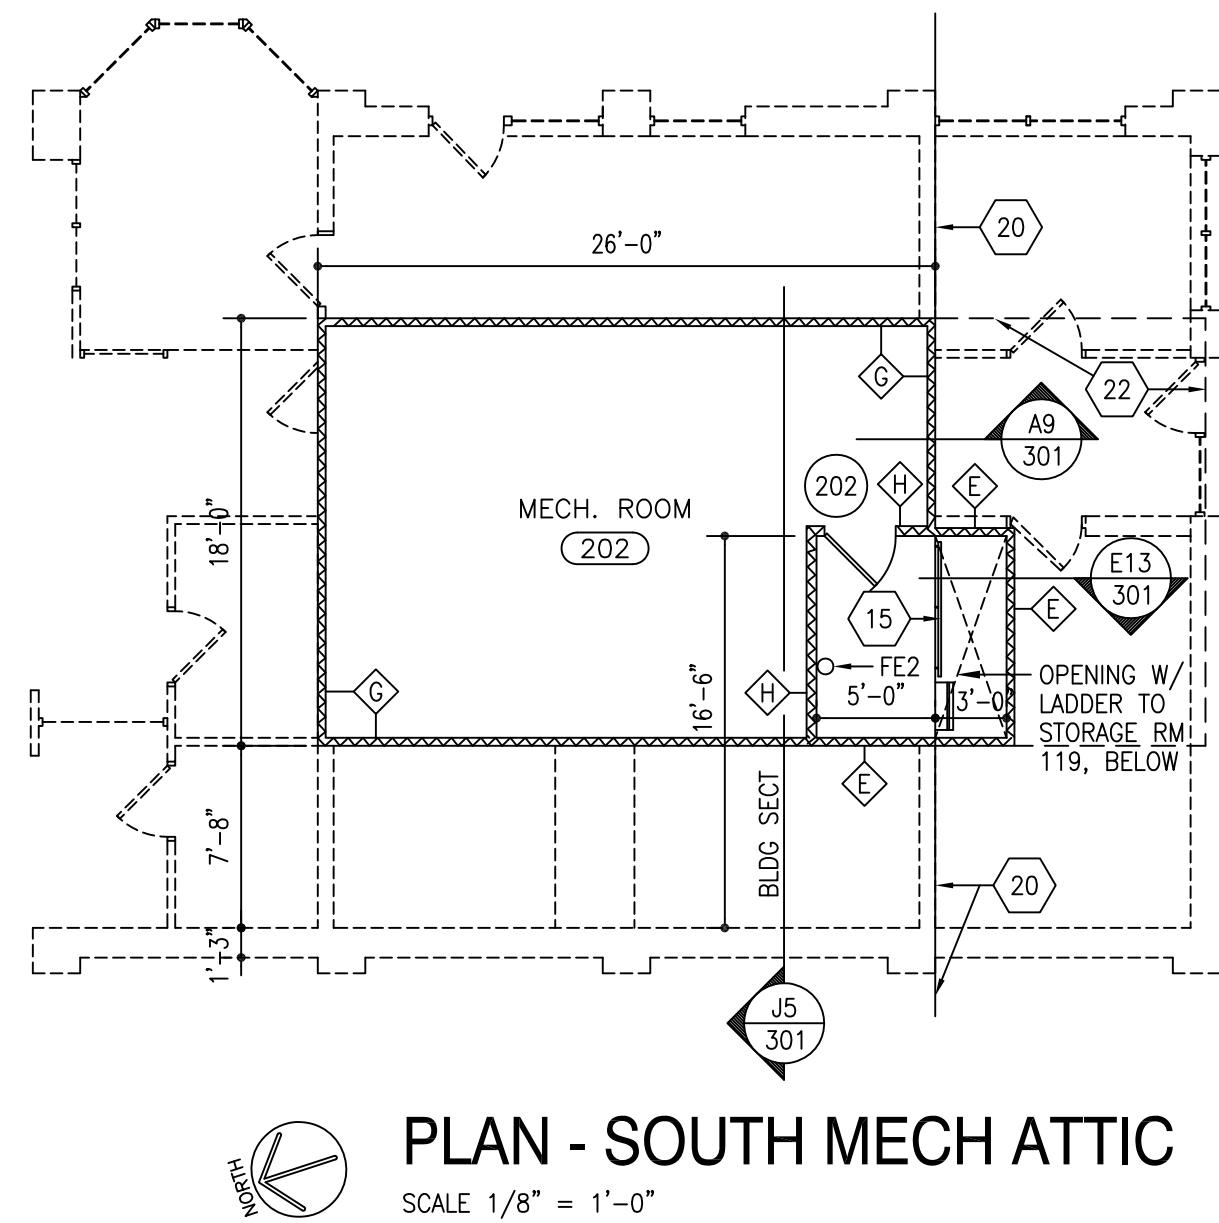 20
26'-0"
G
22
A9
301
202
H
E
MECH. ROOM
202
18'-0"
E13
301
15
E
FE2
OPENING W/
LADDER TO
STORAGE RM
119, BELOW
G
H
16'-6"
5'-0"
3'-0"
E
BLDG SECT
7'-8"
20
1'-3"
J5
301
NORTH
PLAN - SOUTH MECH ATTIC
SCALE 1/8" = 1'-0"